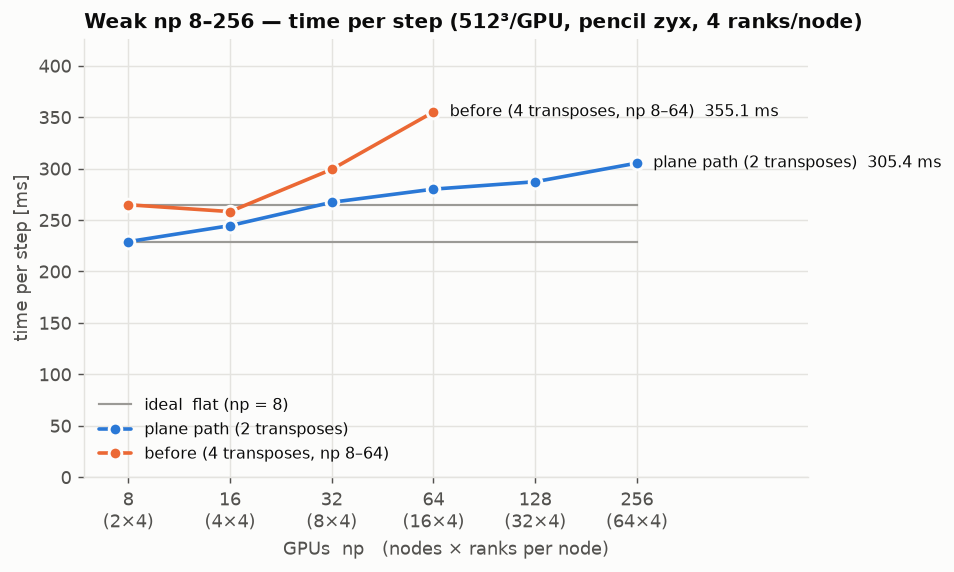 Weak np 8–256 — time per step (512³/GPU, pencil zyx, 4 ranks/node)
400
350
300
250
200
150
100
50
0
time per step [ms]
before (4 transposes, np 8–64)  355.1 ms
plane path (2 transposes)  305.4 ms
ideal  flat (np = 8)
plane path (2 transposes)
before (4 transposes, np 8–64)
8 16 32 64 128 256
(2×4) (4×4) (8×4) (16×4) (32×4) (64×4)
GPUs  np   (nodes × ranks per node)